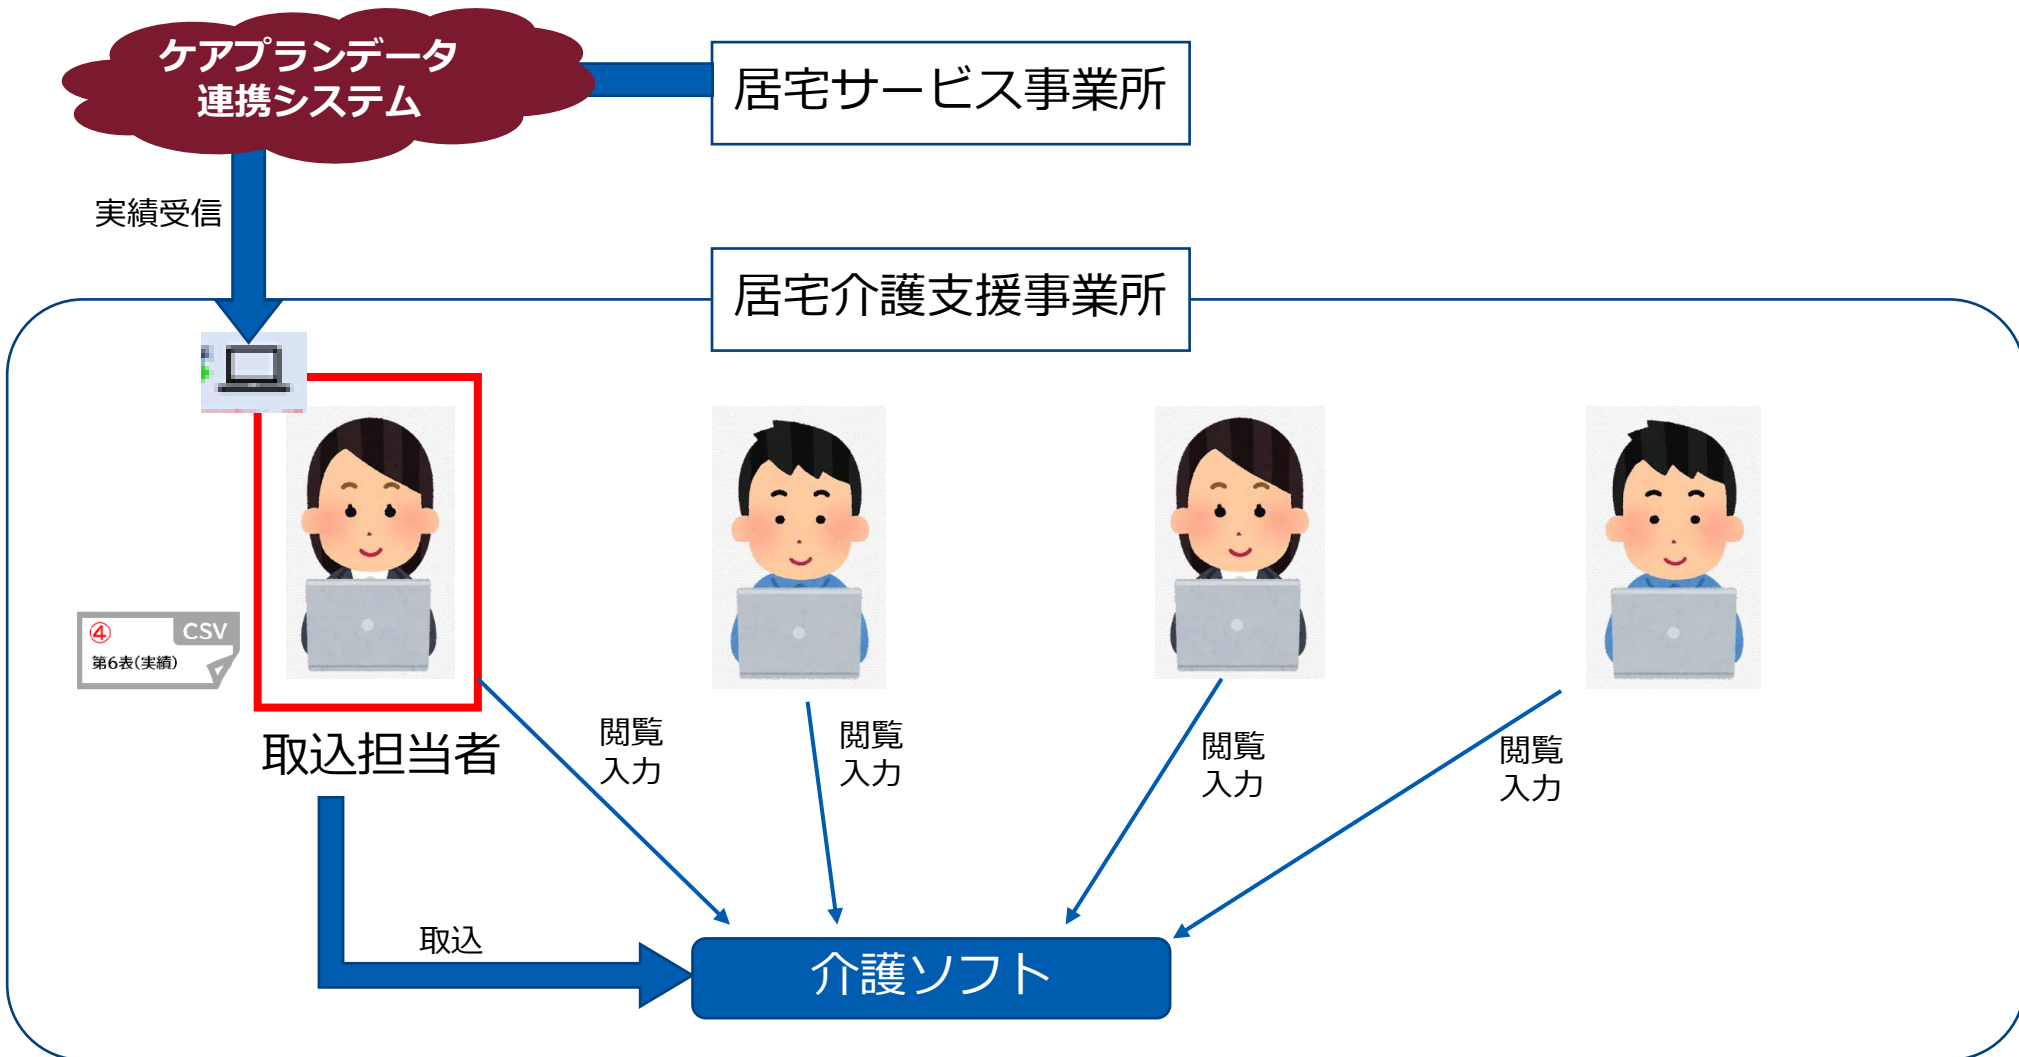 ケアプランデータ
連携システム
居宅サービス事業所
実績受信
居宅介護支援事業所
④
CSV
第6表(実績)
取込担当者
閲覧
入力
閲覧
入力
閲覧
入力
閲覧
入力
取込
介護ソフト